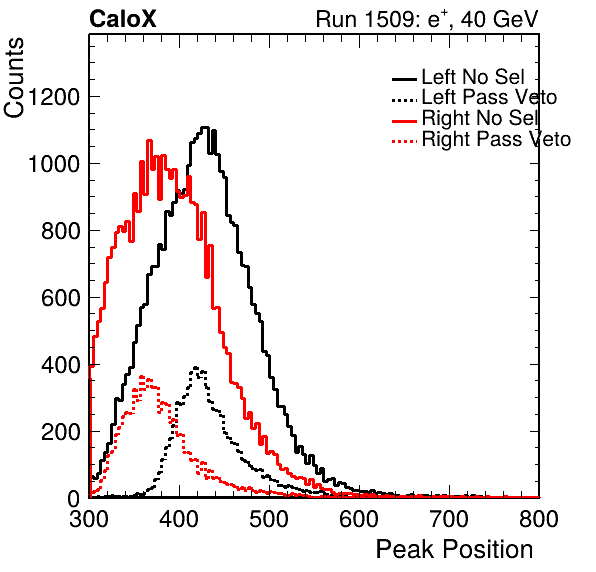 CaloX Run 1509: e+, 40 GeV
Counts
Left No Sel
Left Pass Veto
Right No Sel
Right Pass Veto
1200
1000
800
600
400
200
0
300 400 500 600 700 800
Peak Position